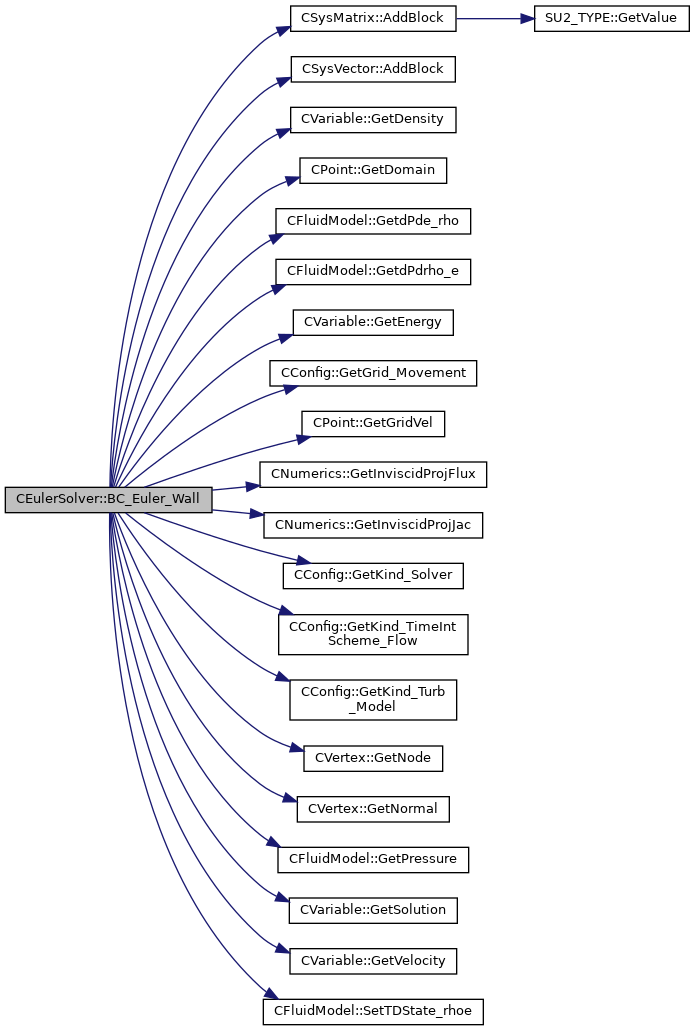 CSysMatrix::AddBlock
SU2_TYPE::GetValue
CSysVector::AddBlock
CVariable::GetDensity
CPoint::GetDomain
CFluidModel::GetdPde_rho
CFluidModel::GetdPdrho_e
CVariable::GetEnergy
CConfig::GetGrid_Movement
CPoint::GetGridVel
CNumerics::GetInviscidProjFlux
CEulerSolver::BC_Euler_Wall
CNumerics::GetInviscidProjJac
CConfig::GetKind_Solver
CConfig::GetKind_TimeInt
Scheme_Flow
CConfig::GetKind_Turb
_Model
CVertex::GetNode
CVertex::GetNormal
CFluidModel::GetPressure
CVariable::GetSolution
CVariable::GetVelocity
CFluidModel::SetTDState_rhoe